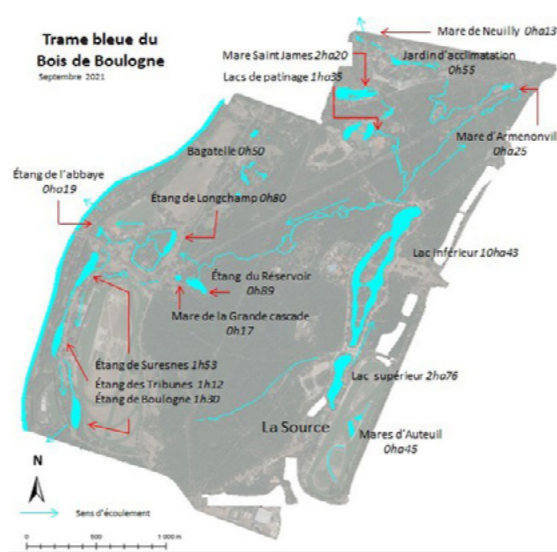 Trame bleue du
Bois de Boulogne
Septembre 2021
Mare de Neuilly 0ha13
Mare Saint James 2ha20
Jardin d'acclimatation
0h55
Lacs de patinage 1ha35
Mare d'Armenonvill
0ha25
Bagatelle 0h50
Étang de l'abbaye
0ha19
Étang de Longchamp 0h80
Lac Inférieur 10ha43
Étang du Réservoir
0h89
Mare de la Grande cascade
0h17
Étang de Suresnes 1h53
Étang des Tribunes 1h12
Étang de Boulogne 1h30
Lac supérieur 2ha76
La Source
Mares d'Auteuil
0ha45
N
Sens d'écoulement
0 500 1 000 m